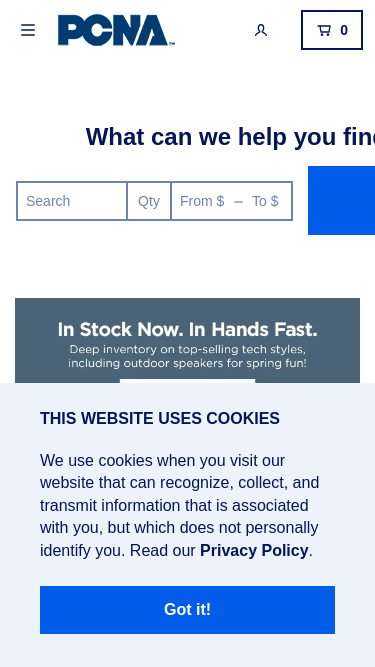 PCNA™
0
What can we help you find
Search
Qty
From $ – To $
In Stock Now. In Hands Fast.
Deep inventory on top-selling tech styles,
including outdoor speakers for spring fun!
THIS WEBSITE USES COOKIES
We use cookies when you visit our
website that can recognize, collect, and
transmit information that is associated
with you, but which does not personally
identify you. Read our Privacy Policy.
Got it!